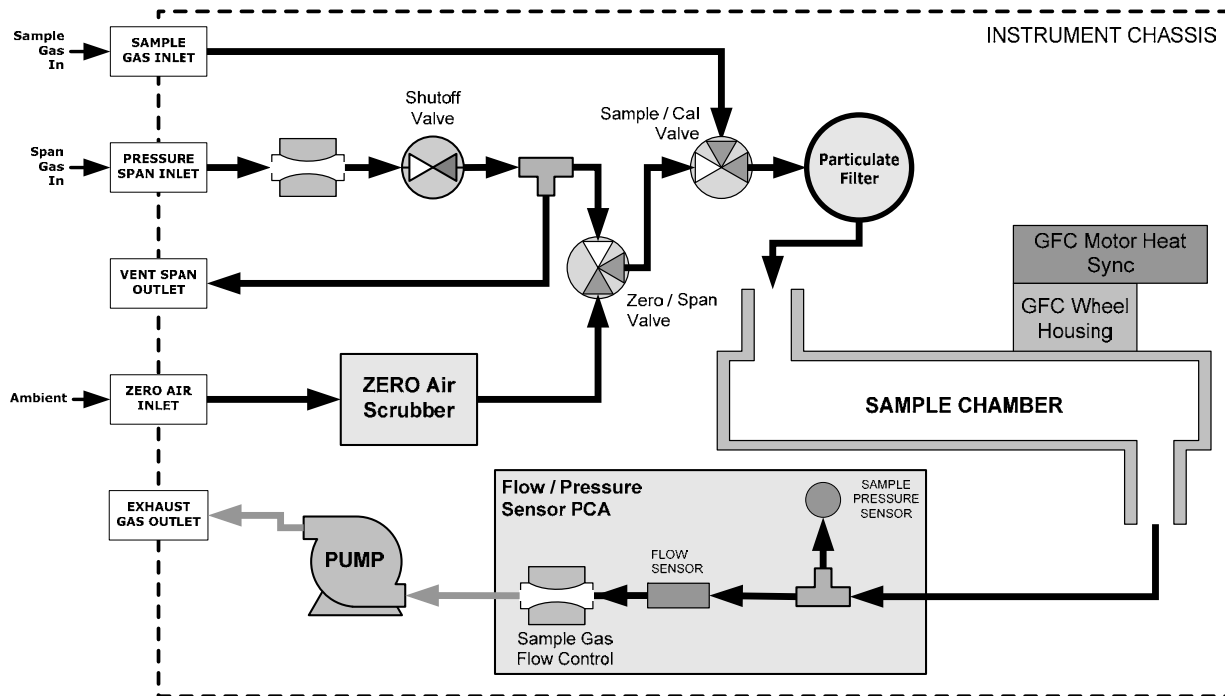 INSTRUMENT CHASSIS
Sample
Gas
In
SAMPLE
GAS INLET
Shutoff
Valve
Sample / Cal
Valve
Span
Gas
In
PRESSURE
SPAN INLET
Particulate
Filter
VENT SPAN
OUTLET
Zero / Span
Valve
GFC Motor Heat
Sync
GFC Wheel
Housing
Ambient
ZERO AIR
INLET
ZERO Air
Scrubber
SAMPLE CHAMBER
EXHAUST
GAS OUTLET
Flow / Pressure
Sensor PCA
SAMPLE
PRESSURE
SENSOR
PUMP
FLOW
SENSOR
Sample Gas
Flow Control